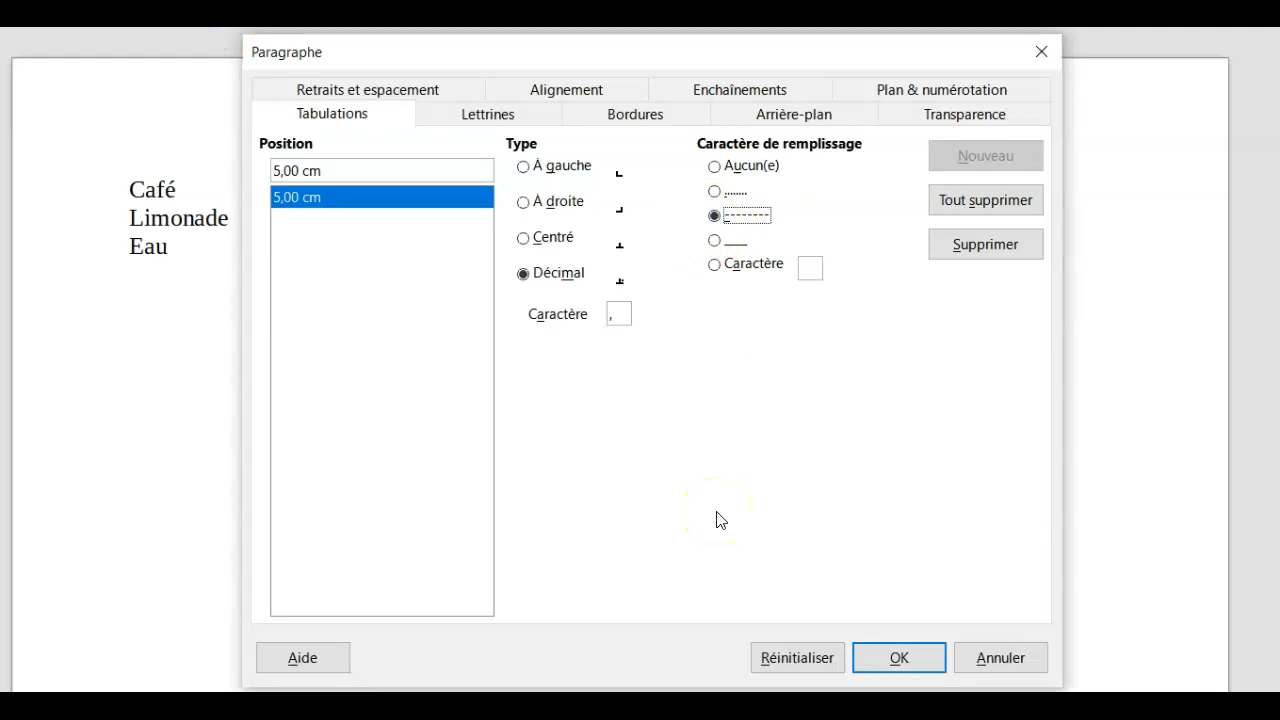 Paragraphe
Retraits et espacement Alignement Enchaînements Plan & numérotation
Tabulations Lettrines Bordures Arrière-plan Transparence
Café
Limonade
Eau
Position
5,00 cm
5,00 cm
Type
À gauche
À droite
Centré
Décimal
Caractère ,
Caractère de remplissage
Aucun(e)
........
--------
____
Caractère
Nouveau
Tout supprimer
Supprimer
Aide Réinitialiser OK Annuler